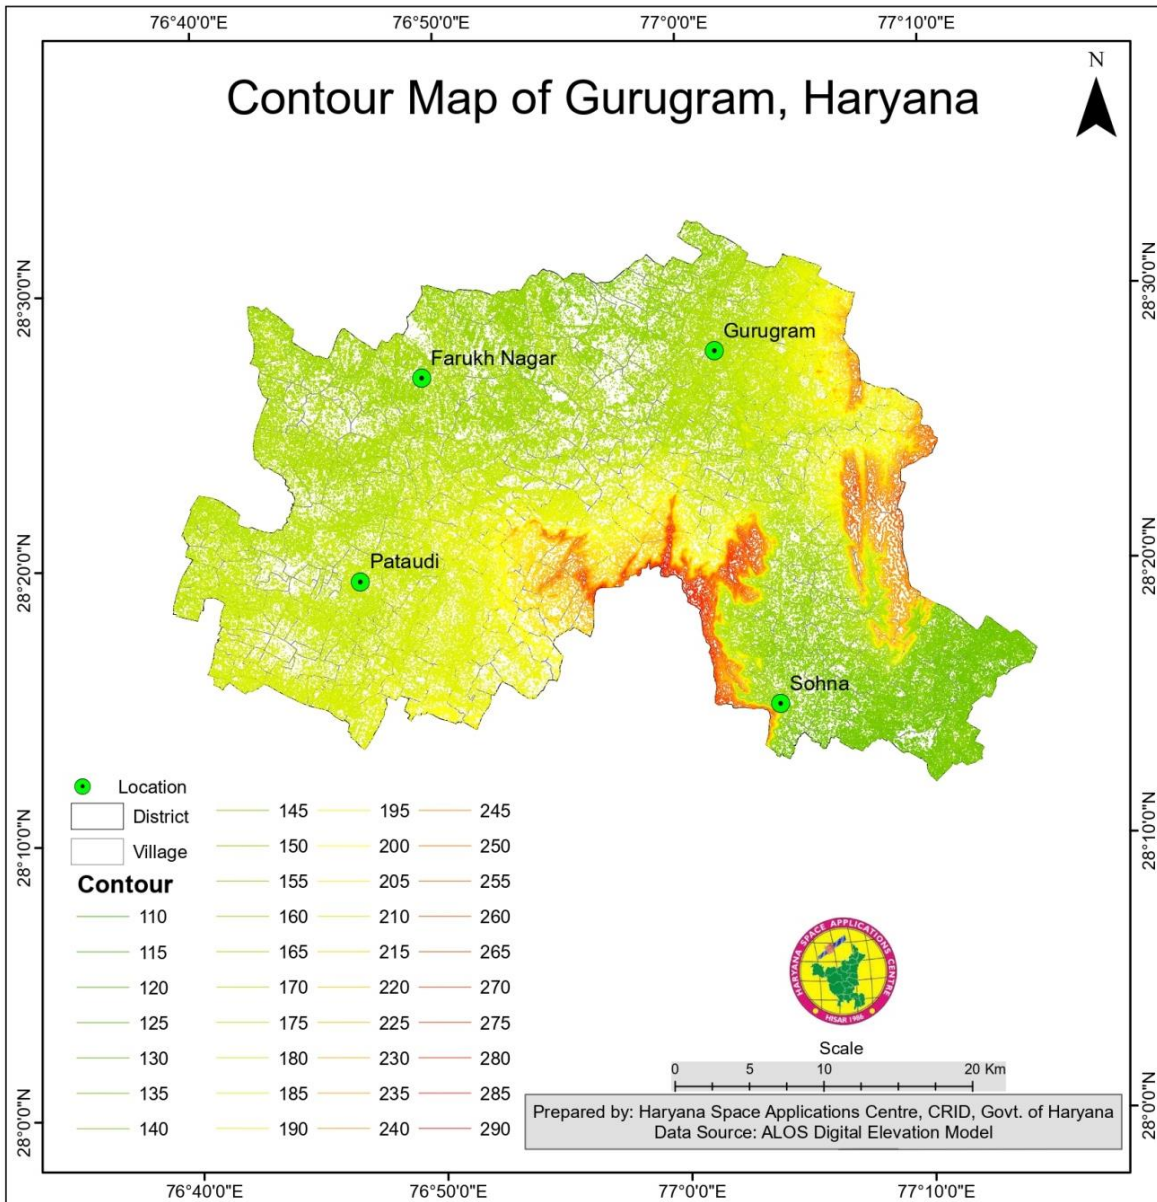 76°40'0"E 76°50'0"E 77°0'0"E 77°10'0"E
N
Contour Map of Gurugram, Haryana
28°30'0"N
28°30'0"N
Gurugram
Farukh Nagar
28°20'0"N
28°20'0"N
Pataudi
Sohna
Location
District
Village
Contour
110
115
120
125
130
135
140
145
150
155
160
165
170
175
180
185
190
195
200
205
210
215
220
225
230
235
240
245
250
255
260
265
270
275
280
285
290
28°10'0"N
28°10'0"N
HARYANA SPACE APPLICATIONS CENTRE
HISAR 1986
Scale
0 5 10 20 Km
28°0'0"N
28°0'0"N
Prepared by: Haryana Space Applications Centre, CRID, Govt. of Haryana
Data Source: ALOS Digital Elevation Model
76°40'0"E 76°50'0"E 77°0'0"E 77°10'0"E